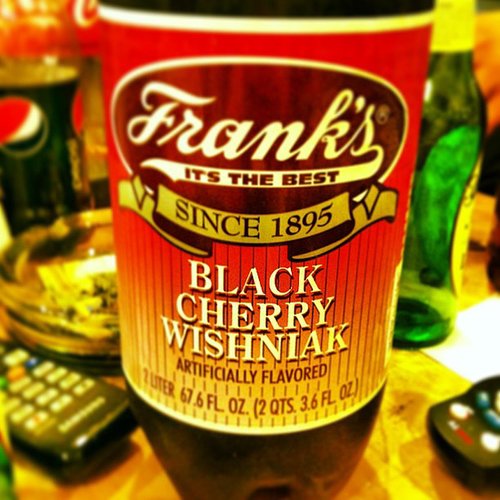 Frank's®
IT'S THE BEST
SINCE 1895
BLACK
CHERRY
WISHNIAK
ARTIFICIALLY FLAVORED
2 LITER 67.6 FL. OZ. (2 QTS. 3.6 FL. OZ.)
SAMSUNG